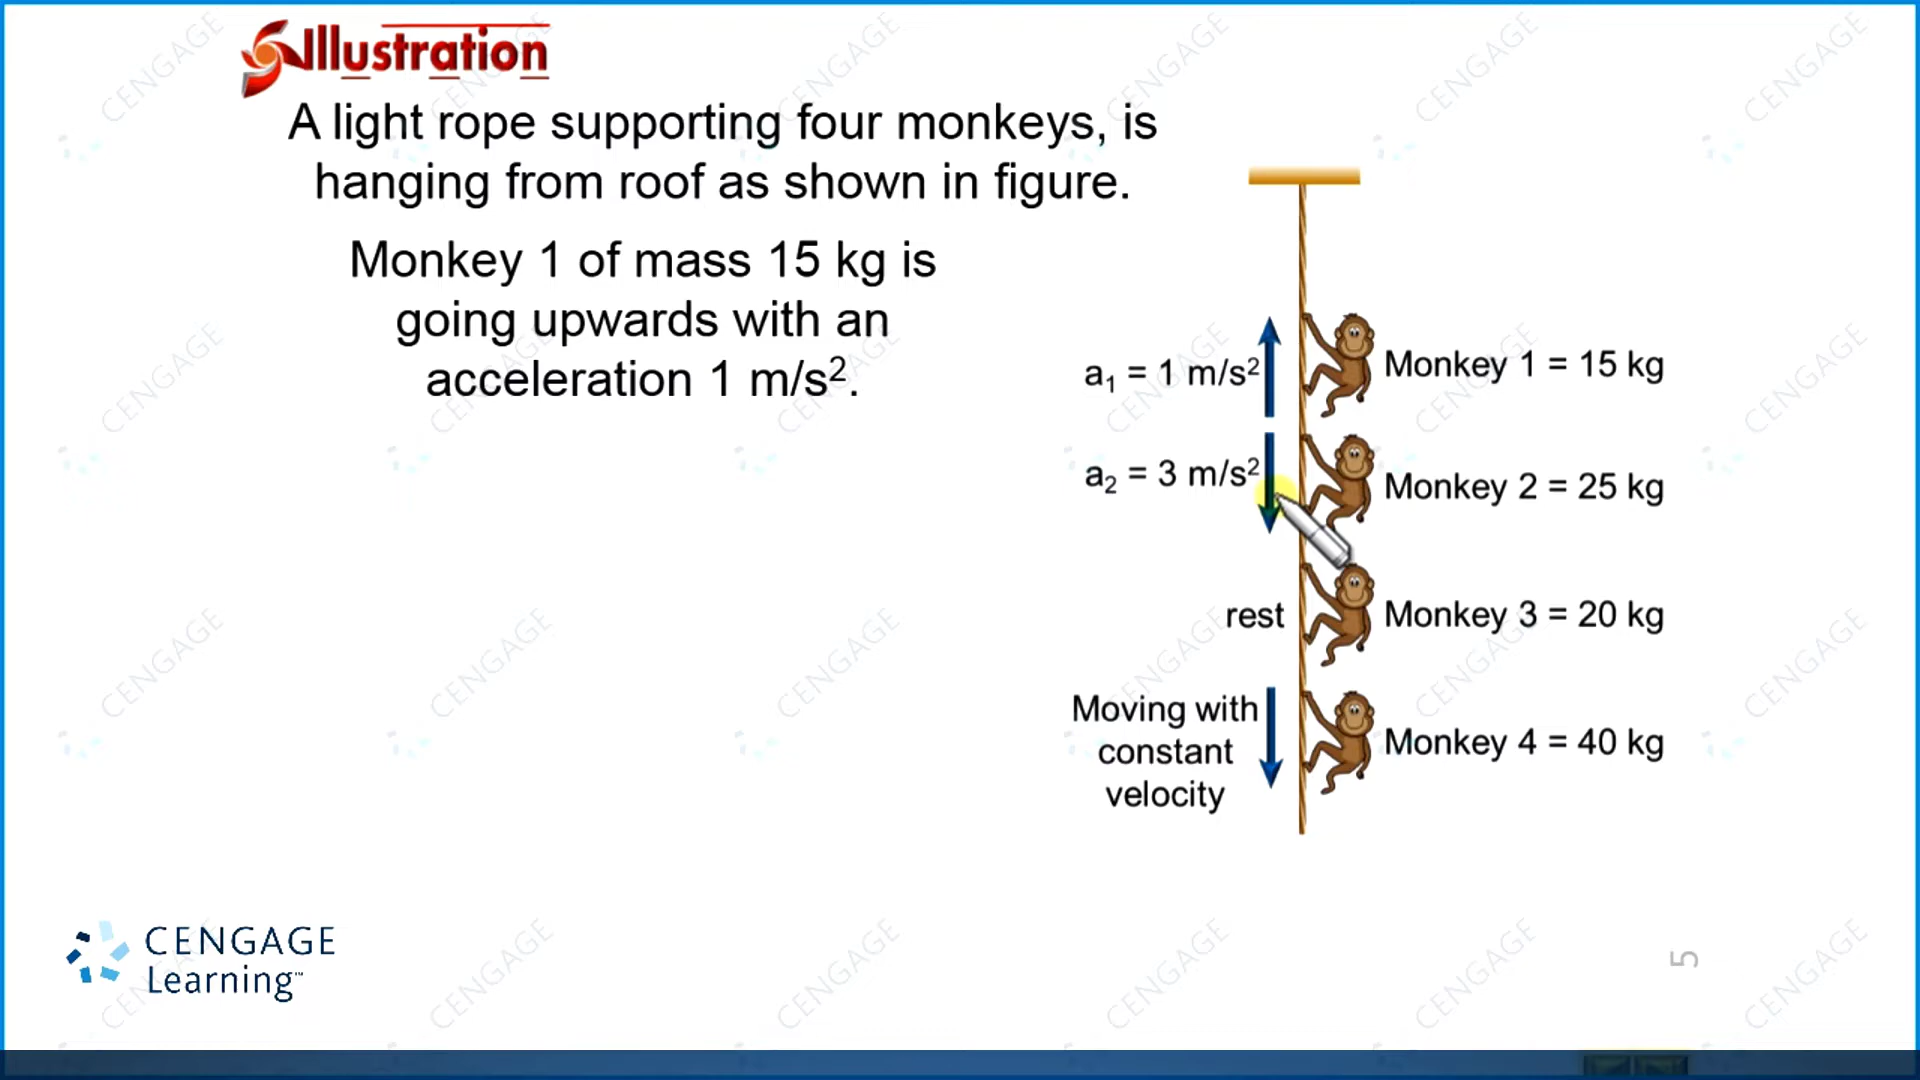 Illustration
A light rope supporting four monkeys, is
hanging from roof as shown in figure.
Monkey 1 of mass 15 kg is
going upwards with an
acceleration 1 m/s².
a₁ = 1 m/s²
Monkey 1 = 15 kg
a₂ = 3 m/s²
Monkey 2 = 25 kg
rest
Monkey 3 = 20 kg
Moving with
constant
velocity
Monkey 4 = 40 kg
CENGAGE
Learning™
5